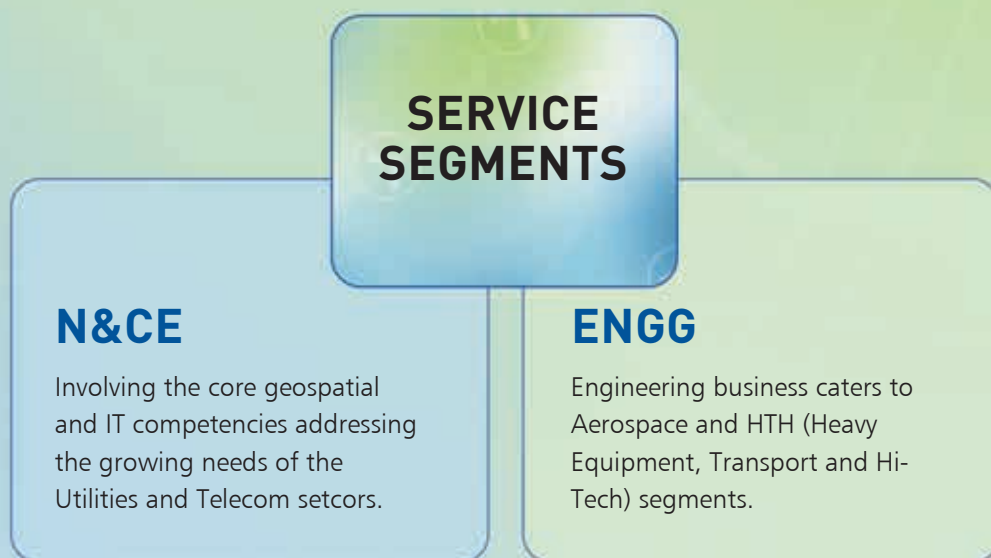 SERVICE
SEGMENTS
N&CE
Involving the core geospatial
and IT competencies addressing
the growing needs of the
Utilities and Telecom setcors.
ENGG
Engineering business caters to
Aerospace and HTH (Heavy
Equipment, Transport and Hi-
Tech) segments.